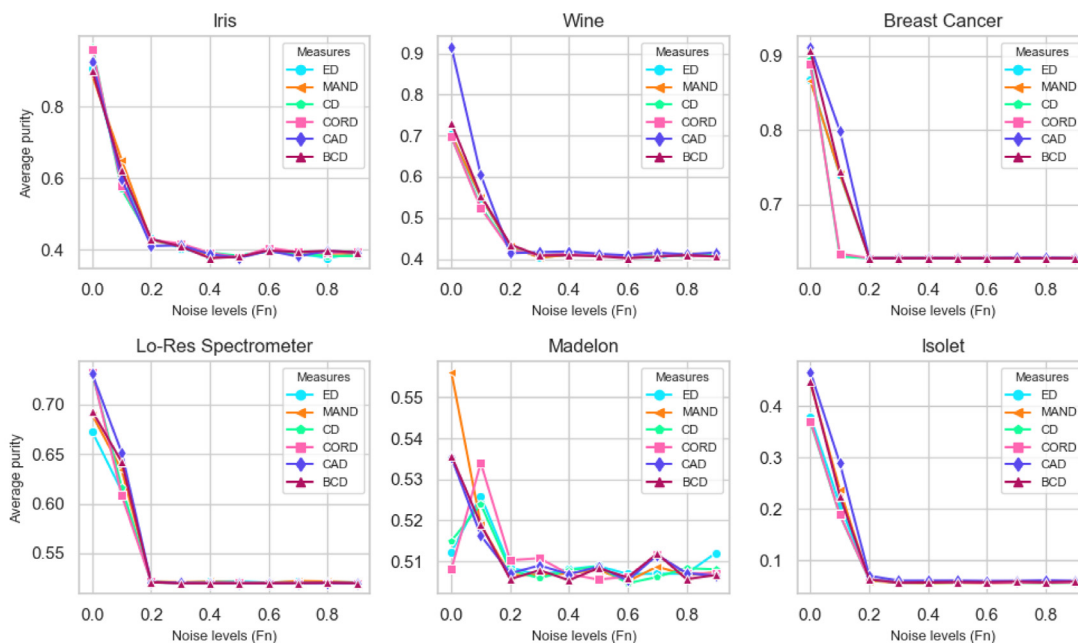 Iris
Wine
Breast Cancer
Average purity
0.8
0.6
0.4
Measures
ED
MAND
CD
CORD
CAD
BCD
0.0 0.2 0.4 0.6 0.8
Noise levels (Fn)
0.9
0.8
0.7
0.6
0.5
0.4
Measures
ED
MAND
CD
CORD
CAD
BCD
0.0 0.2 0.4 0.6 0.8
Noise levels (Fn)
0.9
0.8
0.7
Measures
ED
MAND
CD
CORD
CAD
BCD
0.0 0.2 0.4 0.6 0.8
Noise levels (Fn)
Lo-Res Spectrometer
Madelon
Isolet
Average purity
0.70
0.65
0.60
0.55
Measures
ED
MAND
CD
CORD
CAD
BCD
0.0 0.2 0.4 0.6 0.8
Noise levels (Fn)
0.55
0.54
0.53
0.52
0.51
Measures
ED
MAND
CD
CORD
CAD
BCD
0.0 0.2 0.4 0.6 0.8
Noise levels (Fn)
0.4
0.3
0.2
0.1
Measures
ED
MAND
CD
CORD
CAD
BCD
0.0 0.2 0.4 0.6 0.8
Noise levels (Fn)